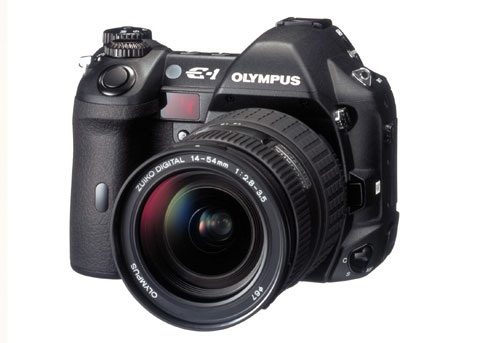 E-1
OLYMPUS
ZUIKO DIGITAL 14-54mm 1:2.8-3.5
ø67
OLYMPUS
C
S